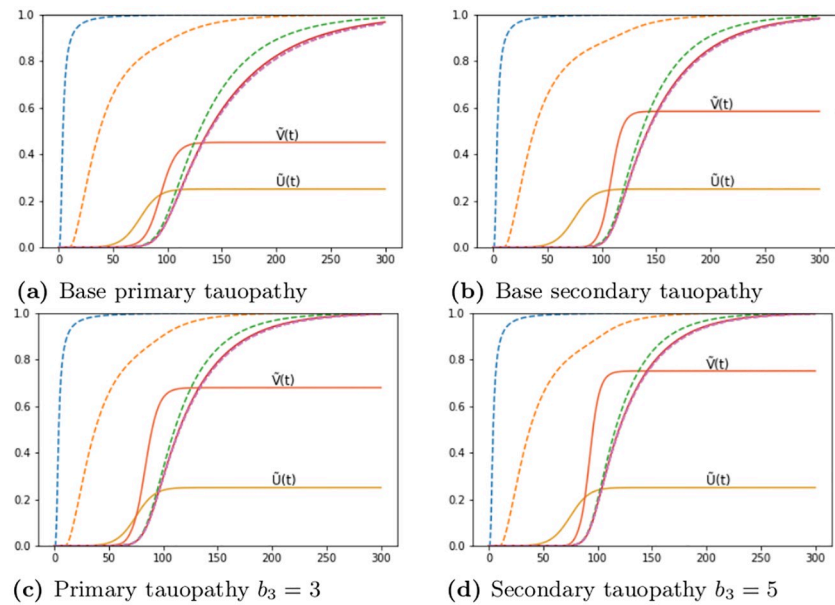 1.0 1.0
0.8 0.8
0.6 0.6
Ṽ(t)
Ṽ(t)
0.4 0.4
Ũ(t) Ũ(t)
0.2 0.2
0.0 0.0
0 50 100 150 200 250 300 0 50 100 150 200 250 300
(a) Base primary tauopathy (b) Base secondary tauopathy
1.0 1.0
0.8 0.8
Ṽ(t)
Ṽ(t)
0.6 0.6
0.4 0.4
Ũ(t) Ũ(t)
0.2 0.2
0.0 0.0
0 50 100 150 200 250 300 0 50 100 150 200 250 300
(c) Primary tauopathy b₃ = 3 (d) Secondary tauopathy b₃ = 5